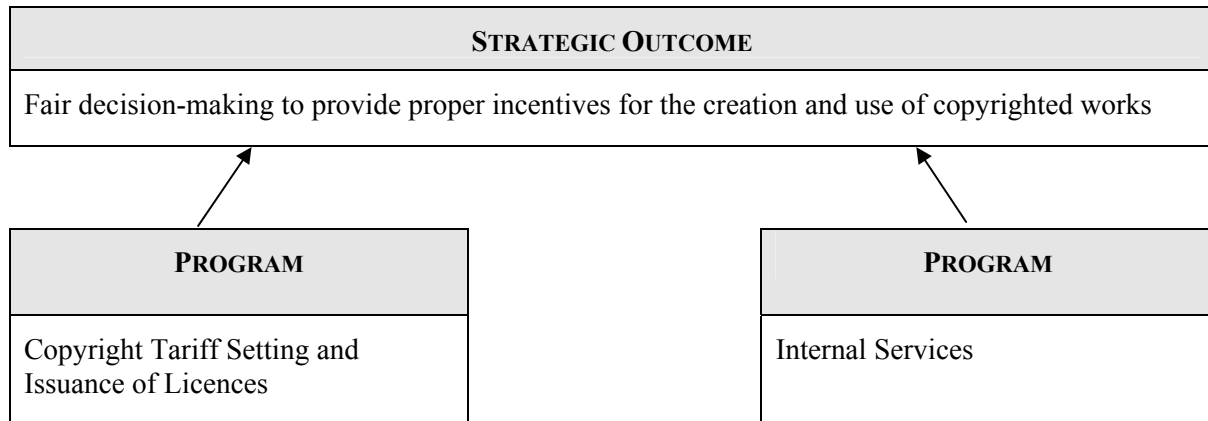 STRATEGIC OUTCOME
Fair decision-making to provide proper incentives for the creation and use of copyrighted works
PROGRAM
Copyright Tariff Setting and
Issuance of Licences
PROGRAM
Internal Services